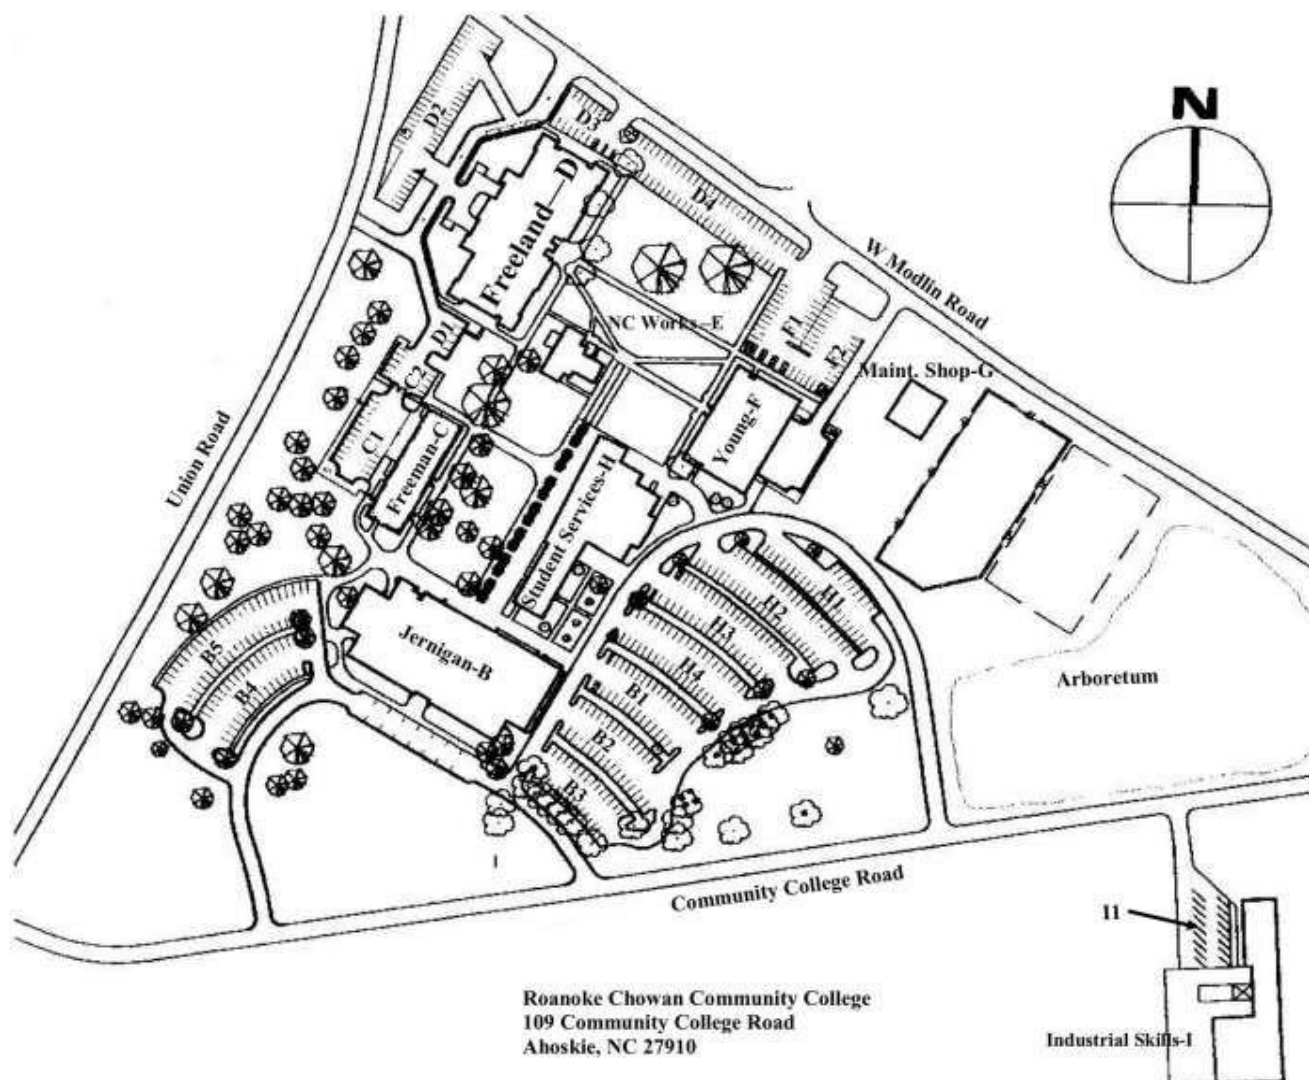 N
D2
D3
D4
Freeland—D
W Modlin Road
NC Works–E
F1
F2
D1
C2
Maint. Shop-G
C1
Freeman-C
Young-F
Union Road
Student Services-H
H1
H2
H3
H4
B5
B4
Jernigan-B
B1
B2
B3
Arboretum
Community College Road
I1
Roanoke Chowan Community College
109 Community College Road
Ahoskie, NC 27910
Industrial Skills-I